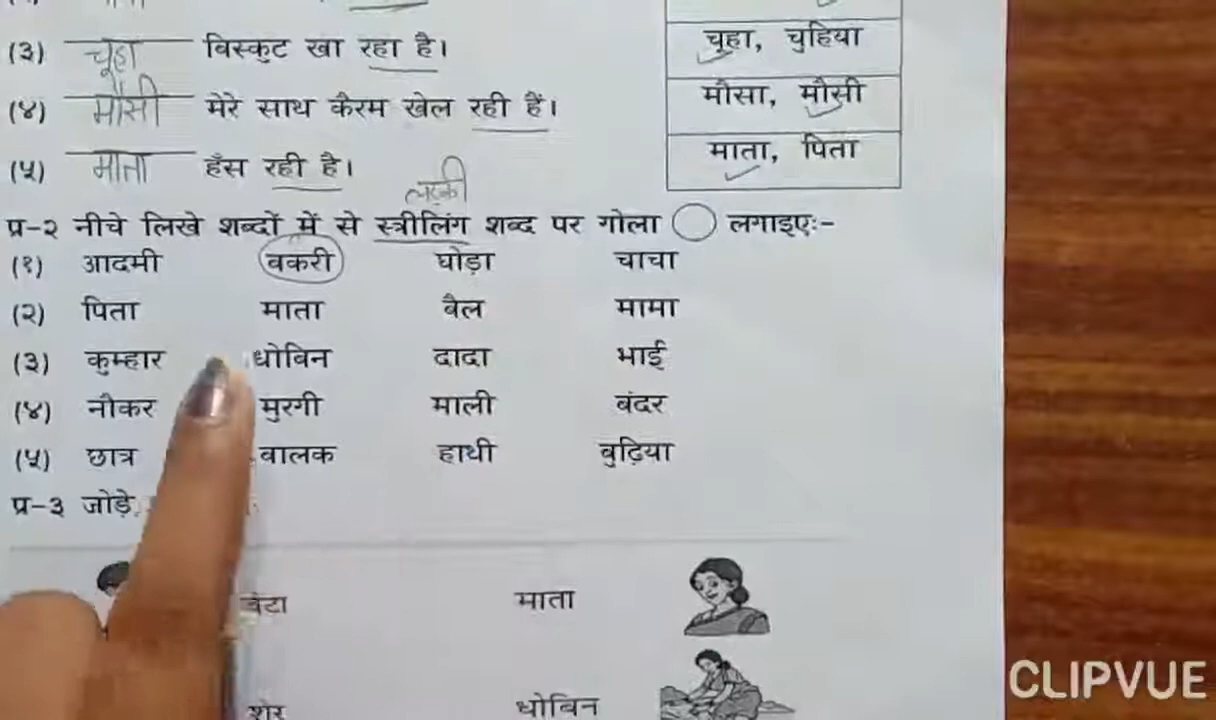 (३) चूहा बिस्कुट खा रहा है।
चूहा, चुहिया
(४) मौसी मेरे साथ कैरम खेल रही हैं।
मौसा, मौसी
(५) माता हँस रही है।
माता, पिता
लड़की
प्र-२ नीचे लिखे शब्दों में से स्त्रीलिंग शब्द पर गोला ◯ लगाइए:-
(१) आदमी बकरी घोड़ा चाचा
(२) पिता माता बैल मामा
(३) कुम्हार धोबिन दादा भाई
(४) नौकर मुरगी माली बंदर
(५) छात्र बालक हाथी बुढ़िया
प्र-३ जोड़े
बेटा माता
शेर धोबिन
CLIPVUE